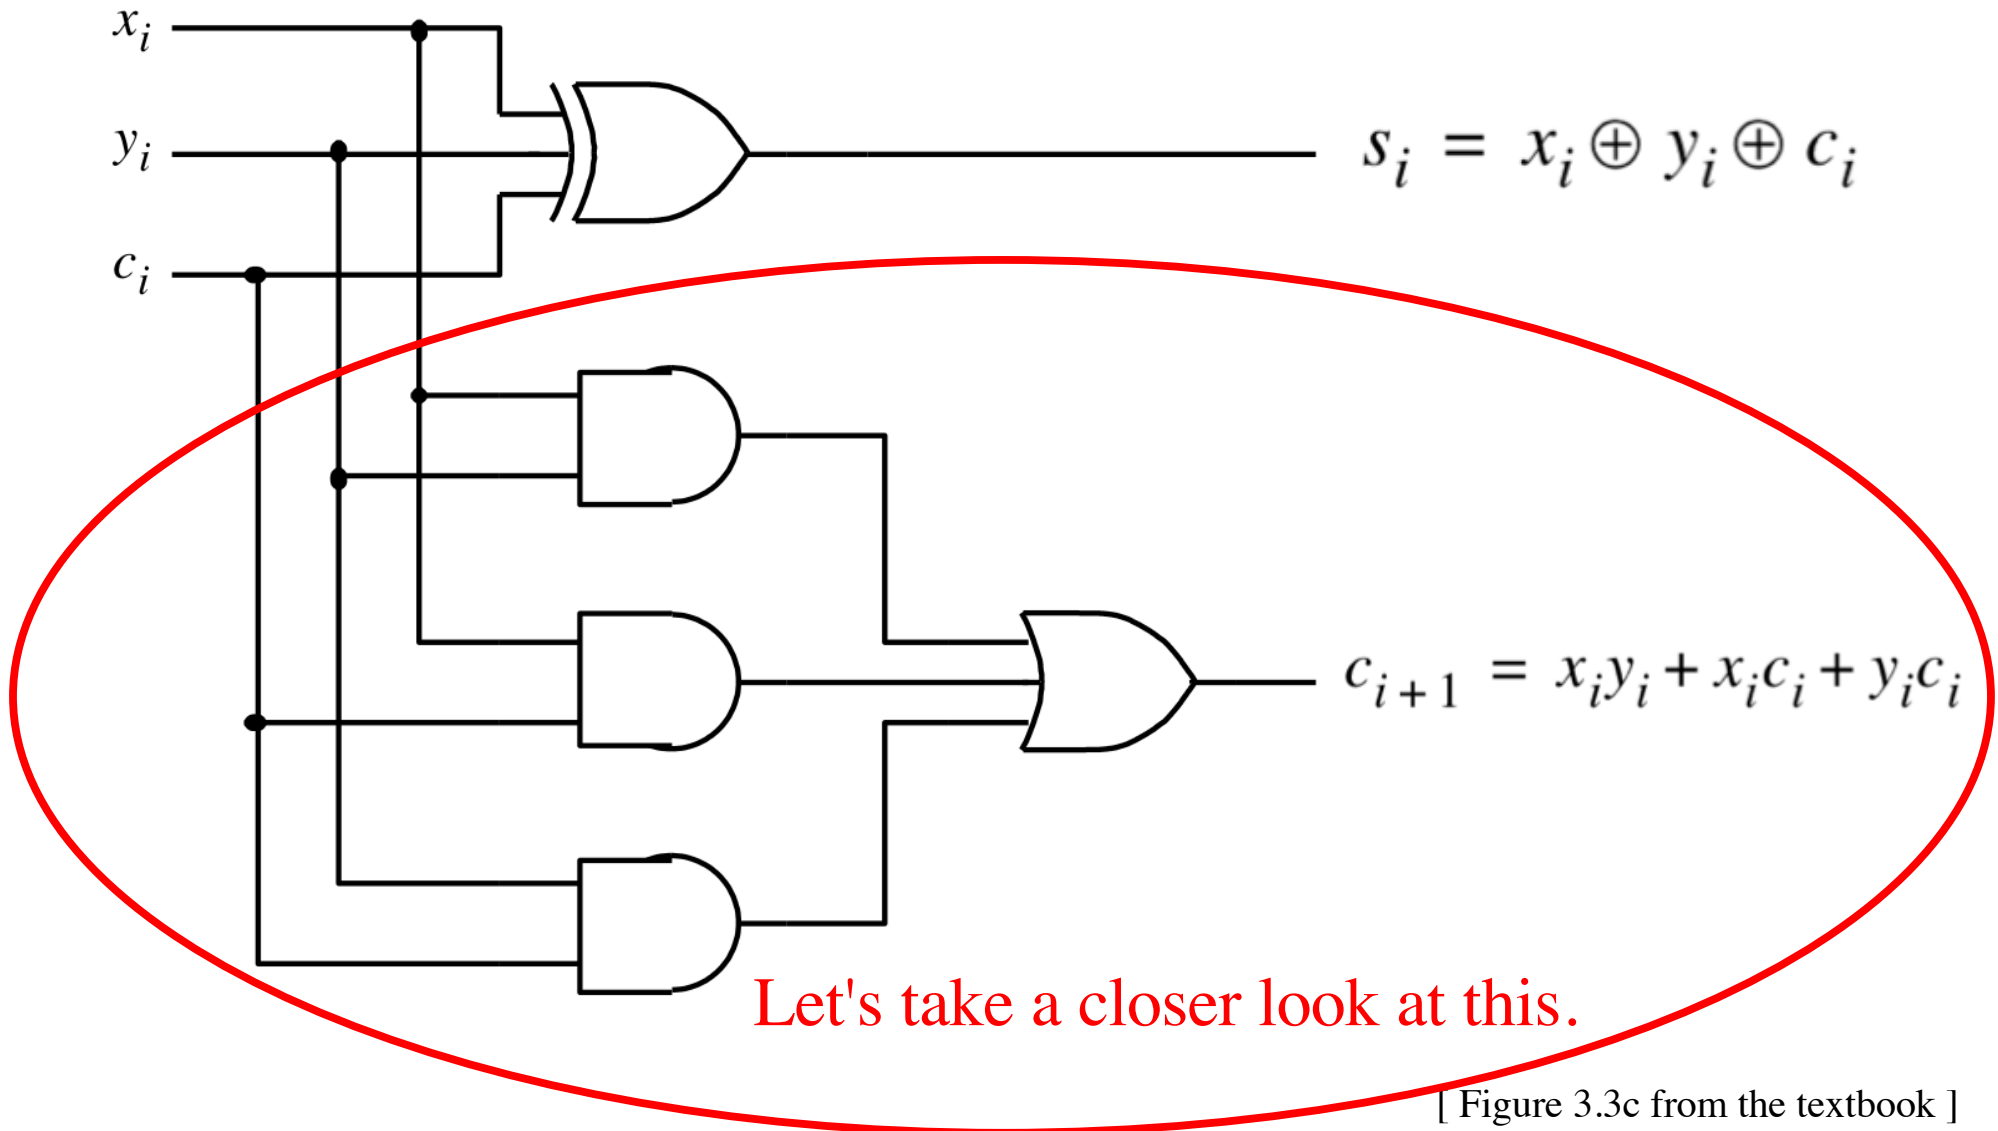 xᵢ
yᵢ
sᵢ = xᵢ ⊕ yᵢ ⊕ cᵢ
cᵢ
cᵢ₊₁ = xᵢyᵢ + xᵢcᵢ + yᵢcᵢ
Let's take a closer look at this.
[ Figure 3.3c from the textbook ]